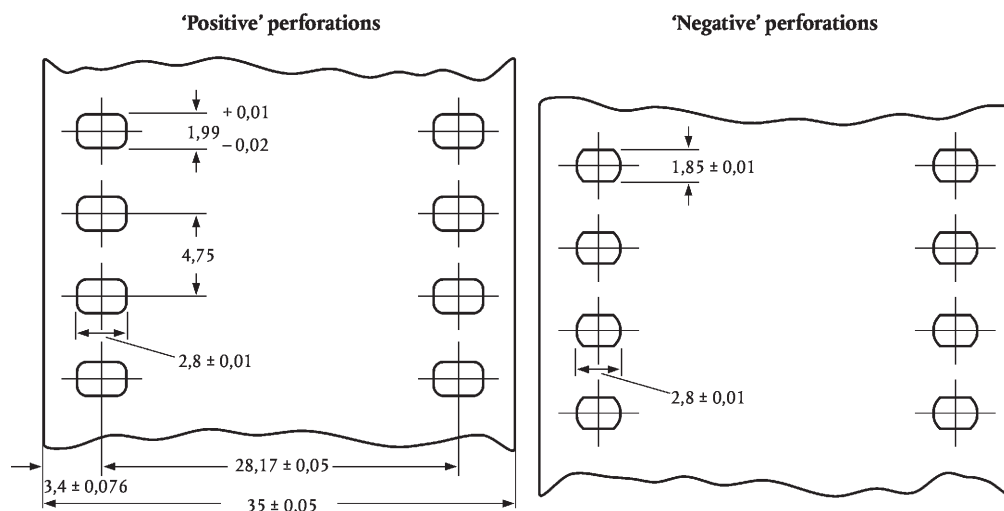 ‘Positive’ perforations
‘Negative’ perforations
+ 0,01
1,99
– 0,02
4,75
2,8 ± 0,01
28,17 ± 0,05
3,4 ± 0,076
35 ± 0,05
1,85 ± 0,01
2,8 ± 0,01